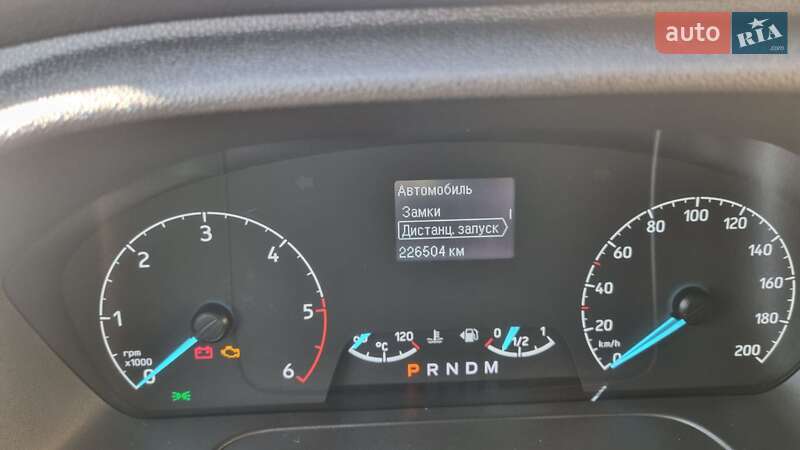 auto RIA .com
Автомобиль
Замки
Дистанц. запуск
226504 км
0 1 2 3 4 5 6
rpm
x1000
120
°C
0 1/2 1
P R N D M
0 20 40 60 80 100 120 140 160 180 200
km/h